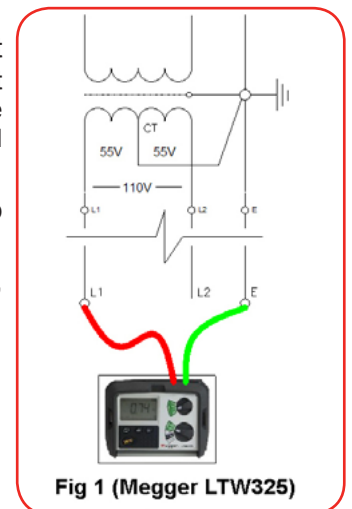 CT
55V 55V
110V
L1 L2 E
L1 L2 E
Fig 1 (Megger LTW325)